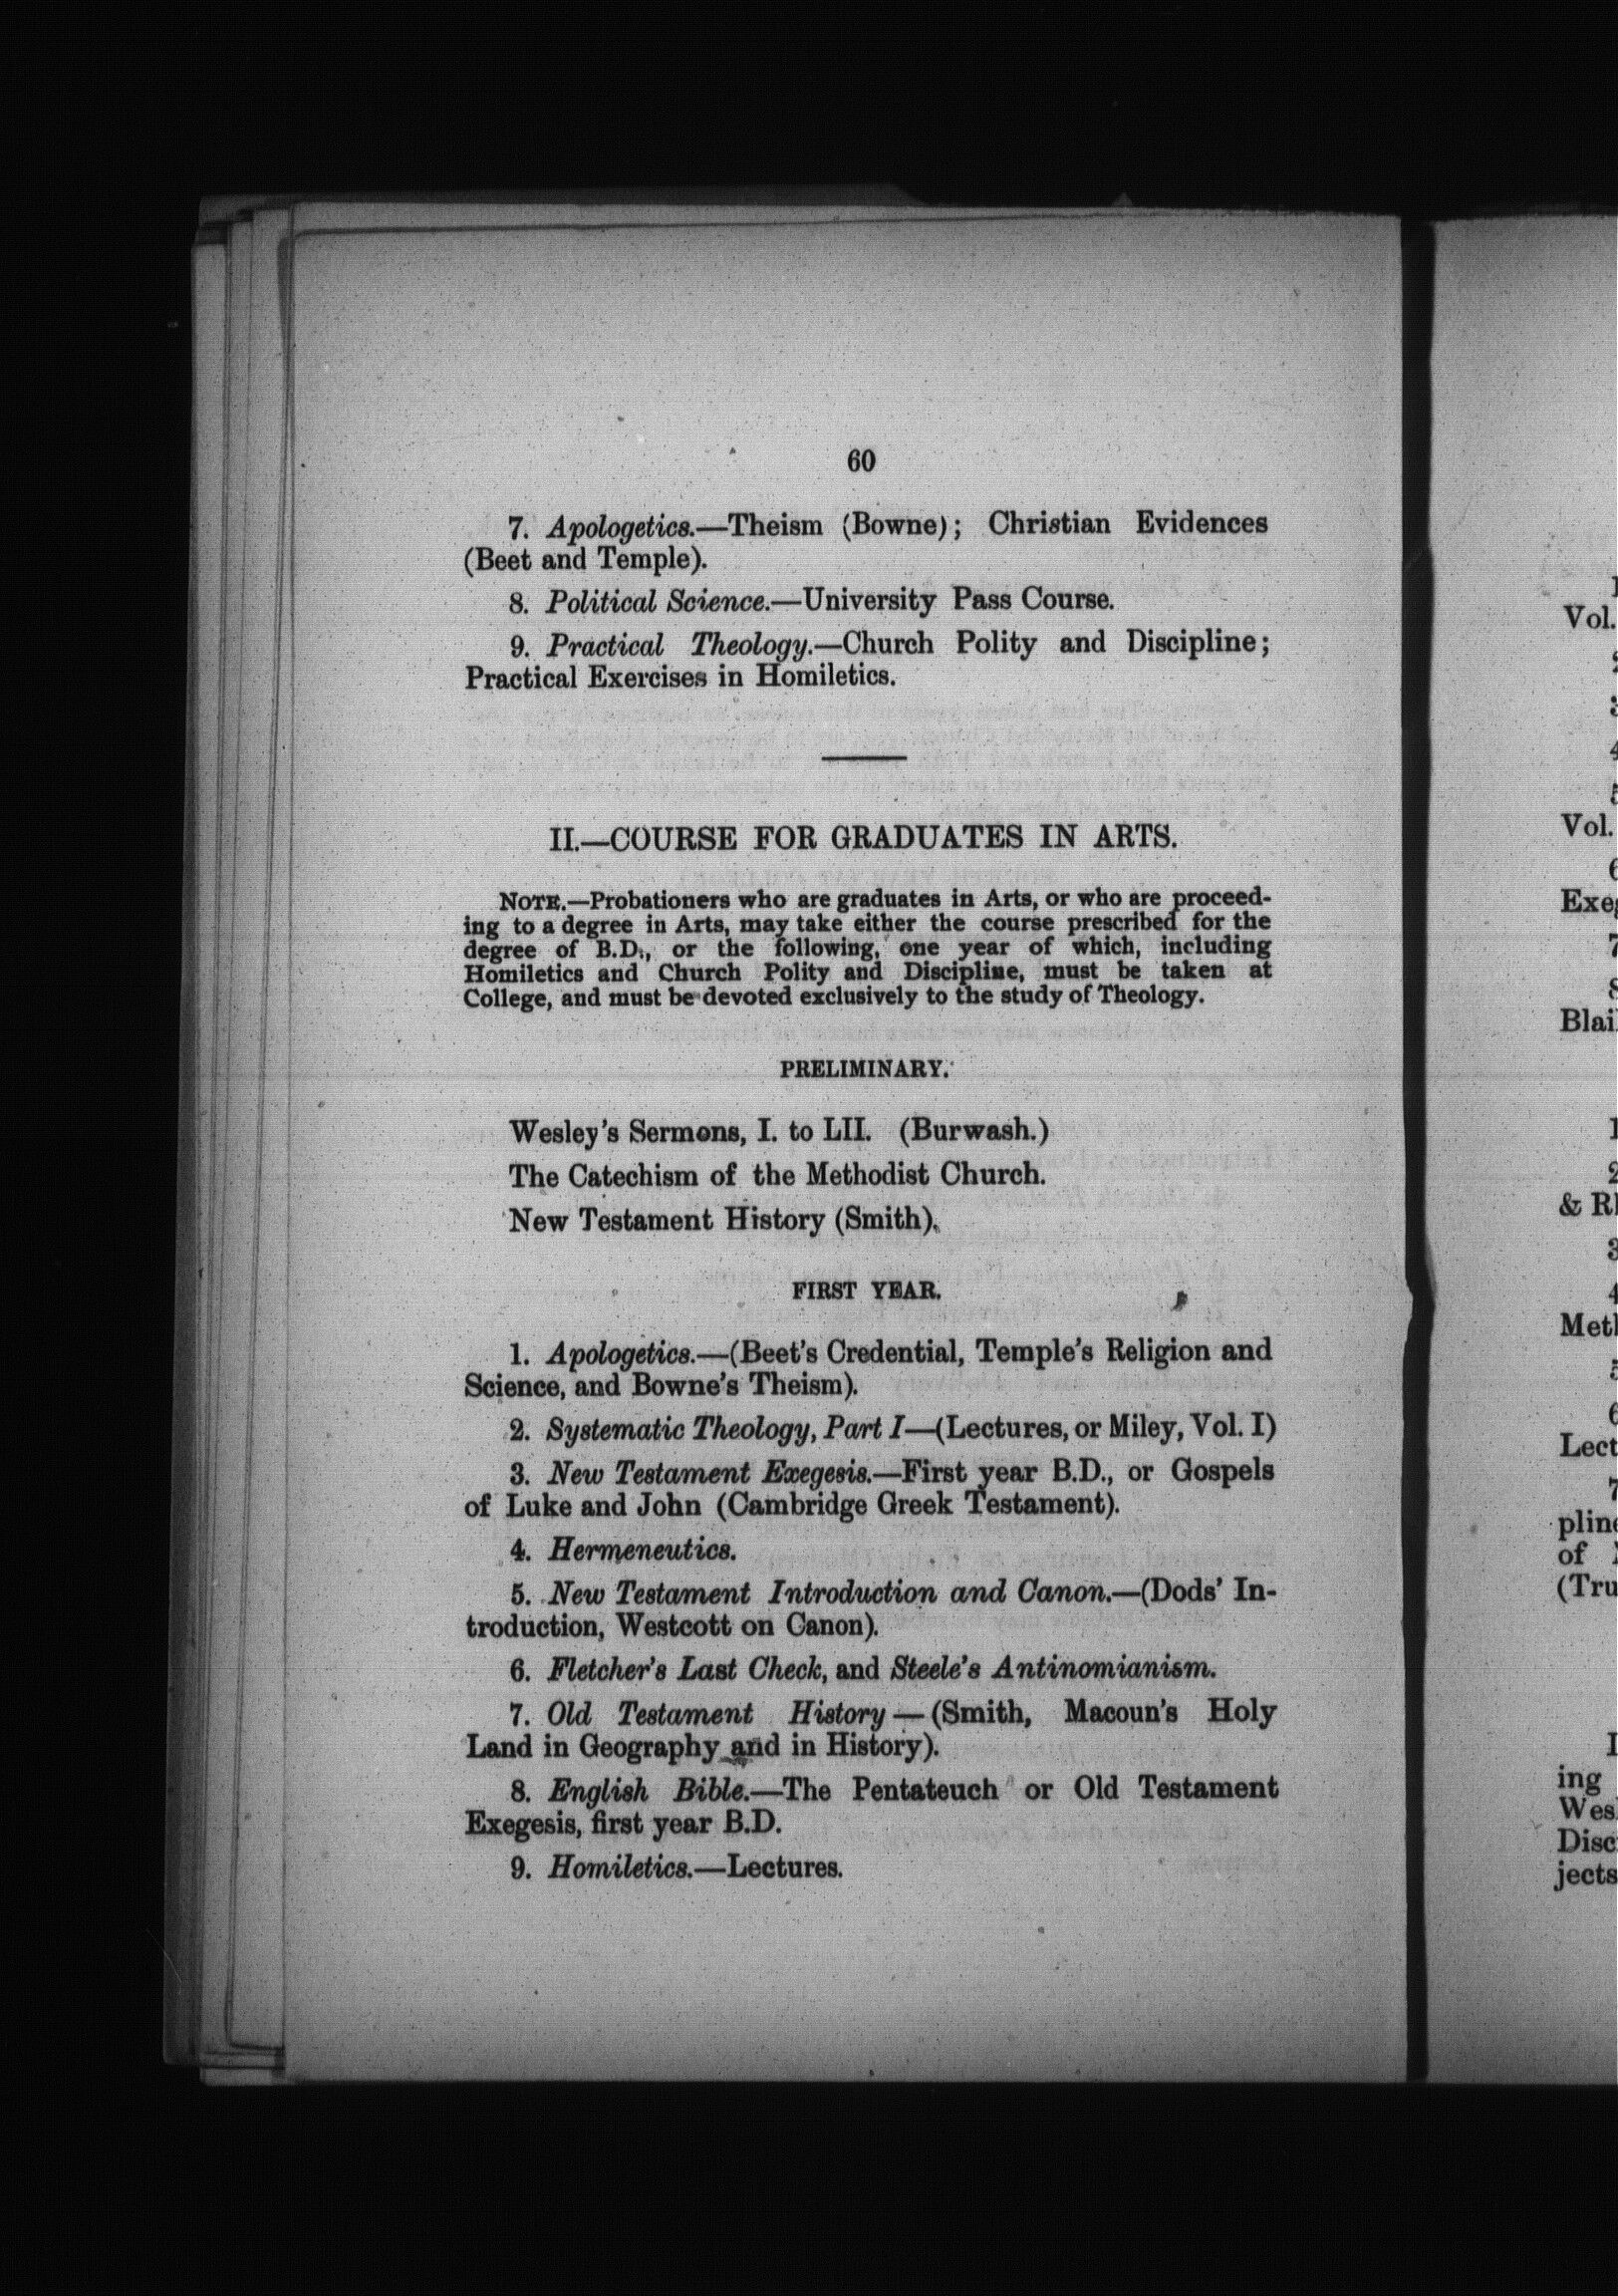 60
7. Apologetics.—Theism (Bowne); Christian Evidences
(Beet and Temple).
8. Political Science.—University Pass Course.
9. Practical Theology.—Church Polity and Discipline;
Practical Exercises in Homiletics.
II.—COURSE FOR GRADUATES IN ARTS.
NOTE.—Probationers who are graduates in Arts, or who are proceed-
ing to a degree in Arts, may take either the course prescribed for the
degree of B.D., or the following, one year of which, including
Homiletics and Church Polity and Discipline, must be taken at
College, and must be devoted exclusively to the study of Theology.
PRELIMINARY.
Wesley's Sermons, I. to LII. (Burwash.)
The Catechism of the Methodist Church.
New Testament History (Smith).
FIRST YEAR.
1. Apologetics.—(Beet's Credential, Temple's Religion and
Science, and Bowne's Theism).
2. Systematic Theology, Part I—(Lectures, or Miley, Vol. I)
3. New Testament Exegesis.—First year B.D., or Gospels
of Luke and John (Cambridge Greek Testament).
4. Hermeneutics.
5. New Testament Introduction and Canon.—(Dods' In-
troduction, Westcott on Canon).
6. Fletcher's Last Check, and Steele's Antinomianism.
7. Old Testament History—(Smith, Macoun's Holy
Land in Geography and in History).
8. English Bible.—The Pentateuch or Old Testament
Exegesis, first year B.D.
9. Homiletics.—Lectures.
Vol.
Vol.
& 
of
ing